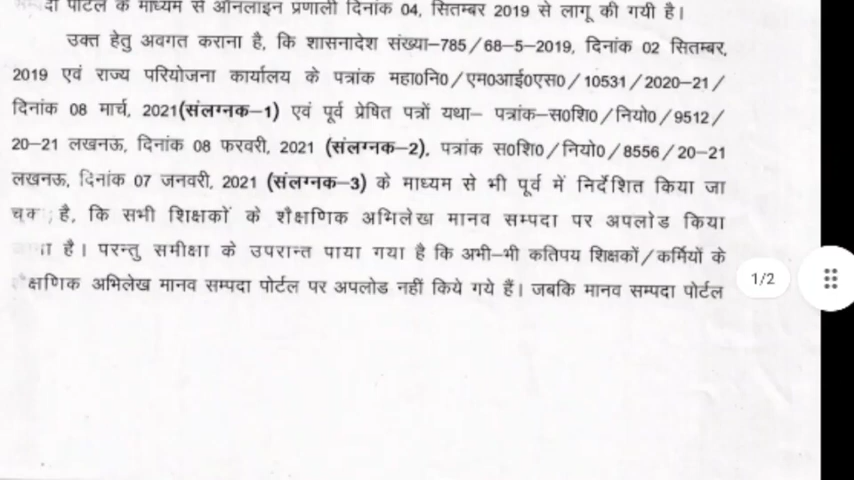 दा पोर्टल के माध्यम से ऑनलाइन प्रणाली दिनांक 04, सितम्बर 2019 से लागू की गयी है।
उक्त हेतु अवगत कराना है, कि शासनादेश संख्या–785/68–5–2019, दिनांक 02 सितम्बर,
2019 एवं राज्य परियोजना कार्यालय के पत्रांक महा0नि0/एम0आई0एस0/10531/2020–21/
दिनांक 08 मार्च, 2021(संलग्नक–1) एवं पूर्व प्रेषित पत्रों यथा– पत्रांक–स0शि0/नियो0/9512/
20–21 लखनऊ, दिनांक 08 फरवरी, 2021 (संलग्नक–2), पत्रांक स0शि0/नियो0/8556/20–21
लखनऊ, दिनांक 07 जनवरी, 2021 (संलग्नक–3) के माध्यम से भी पूर्व में निर्देशित किया जा
है, कि सभी शिक्षकों के शैक्षणिक अभिलेख मानव सम्पदा पर अपलोड किया
है। परन्तु समीक्षा के उपरान्त पाया गया है कि अभी–भी कतिपय शिक्षकों/कर्मियों के
क्षणिक अभिलेख मानव सम्पदा पोर्टल पर अपलोड नहीं किये गये हैं। जबकि मानव सम्पदा पोर्टल
1/2